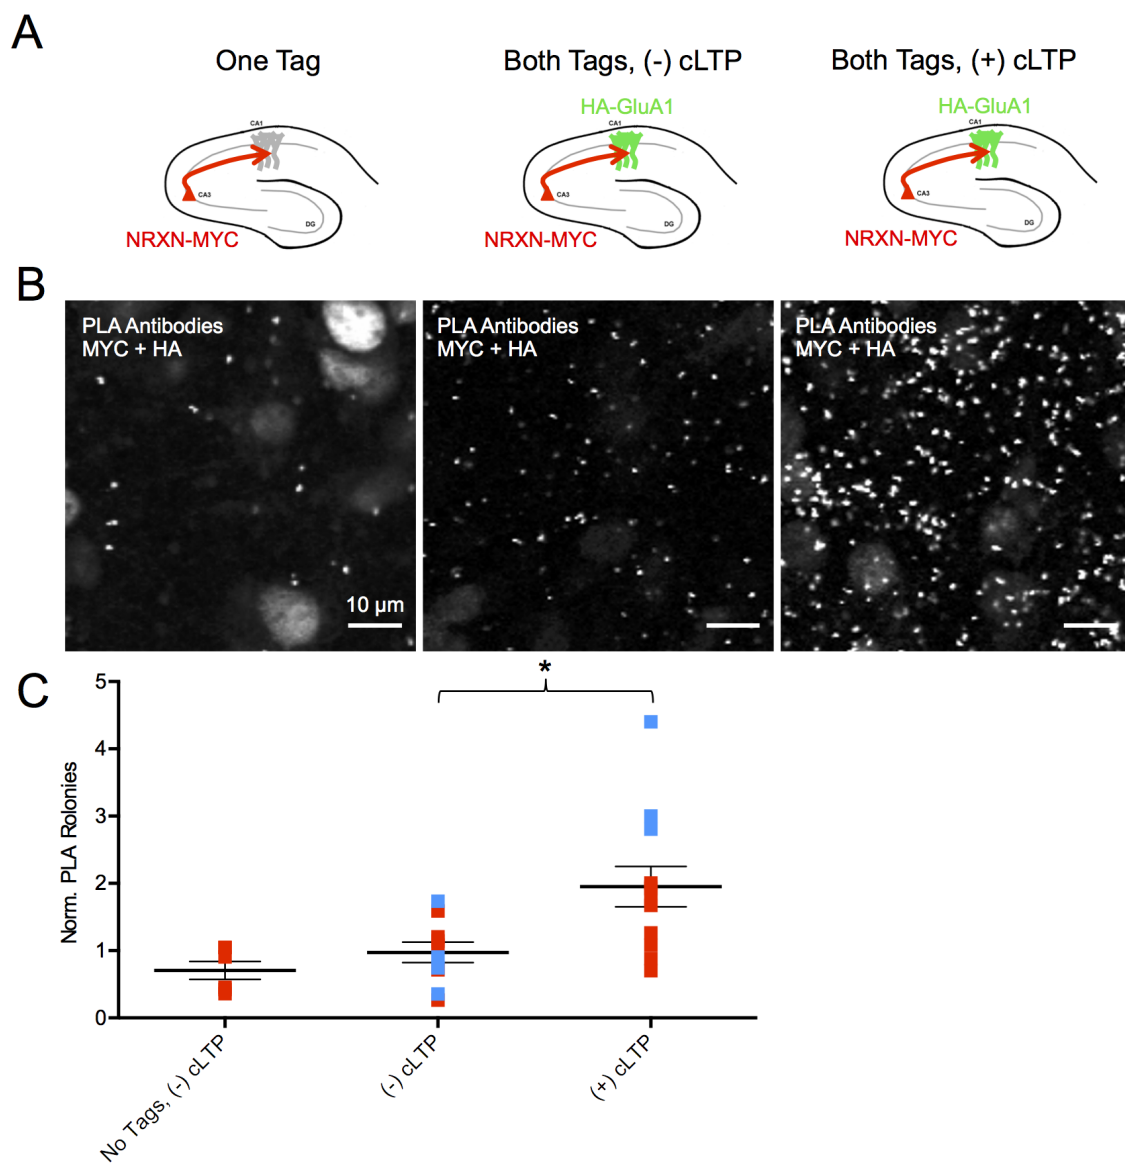 A
One Tag
Both Tags, (-) cLTP
Both Tags, (+) cLTP
HA-GluA1
HA-GluA1
CA1
CA1
CA1
CA3
CA3
CA3
DG
DG
DG
NRXN-MYC
NRXN-MYC
NRXN-MYC
B
PLA Antibodies
MYC + HA
PLA Antibodies
MYC + HA
PLA Antibodies
MYC + HA
10 µm
C
*
5
4
3
2
1
0
Norm. PLA Rolonies
No Tags, (-) cLTP
(-) cLTP
(+) cLTP